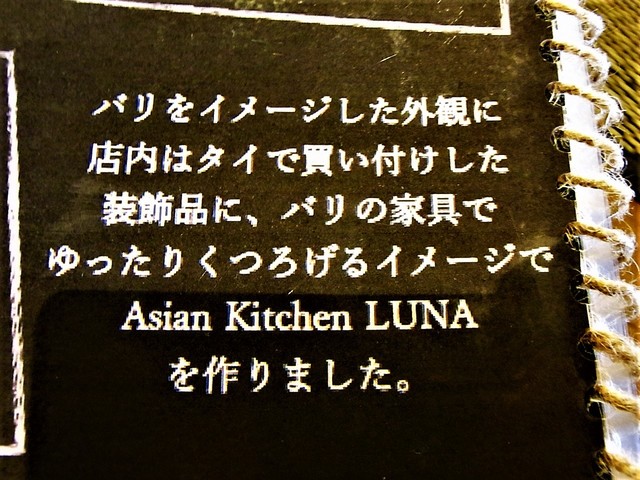 バリをイメージした外観に
店内はタイで買い付けした
装飾品に、バリの家具で
ゆったりくつろげるイメージで
Asian Kitchen LUNA
を作りました。